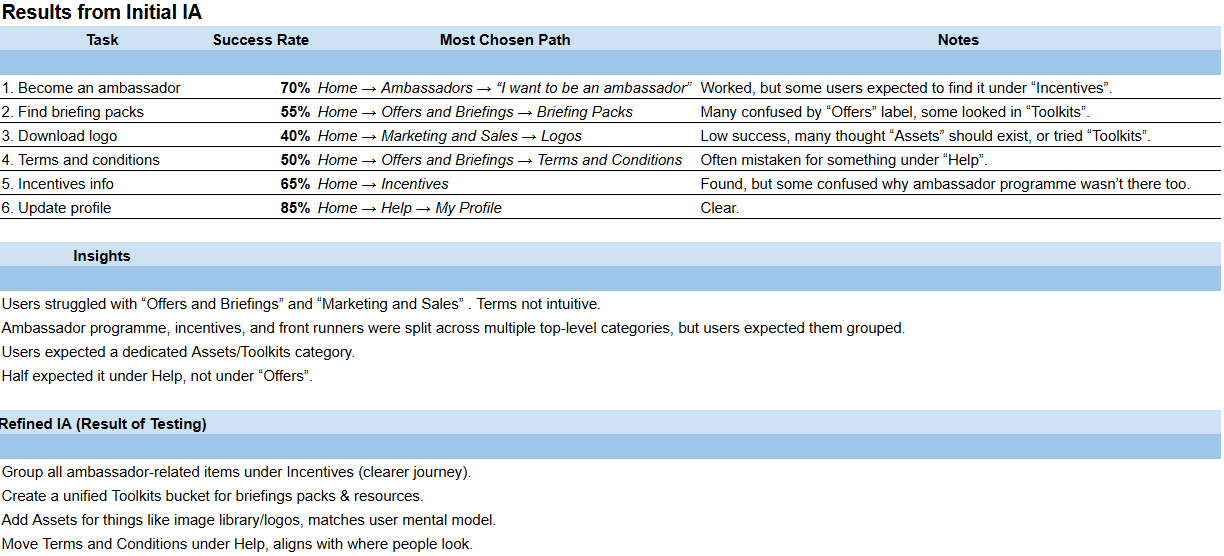 Results from Initial IA
Task Success Rate Most Chosen Path Notes
1. Become an ambassador 70% Home → Ambassadors → “I want to be an ambassador” Worked, but some users expected to find it under “Incentives”.
2. Find briefing packs 55% Home → Offers and Briefings → Briefing Packs Many confused by “Offers” label, some looked in “Toolkits”.
3. Download logo 40% Home → Marketing and Sales → Logos Low success, many thought “Assets” should exist, or tried “Toolkits”.
4. Terms and conditions 50% Home → Offers and Briefings → Terms and Conditions Often mistaken for something under “Help”.
5. Incentives info 65% Home → Incentives Found, but some confused why ambassador programme wasn’t there too.
6. Update profile 85% Home → Help → My Profile Clear.
Insights
Users struggled with “Offers and Briefings” and “Marketing and Sales” . Terms not intuitive.
Ambassador programme, incentives, and front runners were split across multiple top-level categories, but users expected them grouped.
Users expected a dedicated Assets/Toolkits category.
Half expected it under Help, not under “Offers”.
Refined IA (Result of Testing)
Group all ambassador-related items under Incentives (clearer journey).
Create a unified Toolkits bucket for briefings packs & resources.
Add Assets for things like image library/logos, matches user mental model.
Move Terms and Conditions under Help, aligns with where people look.